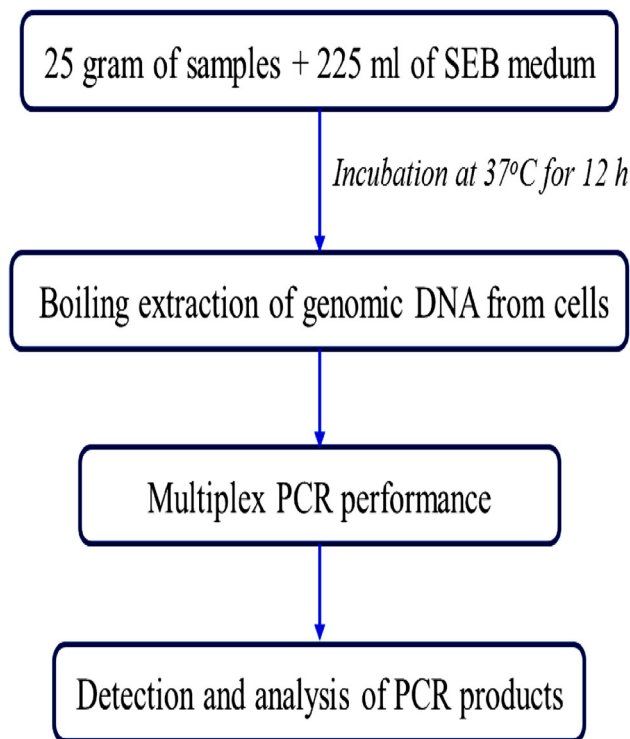 25 gram of samples + 225 ml of SEB medum
Incubation at 37°C for 12 h
Boiling extraction of genomic DNA from cells
Multiplex PCR performance
Detection and analysis of PCR products